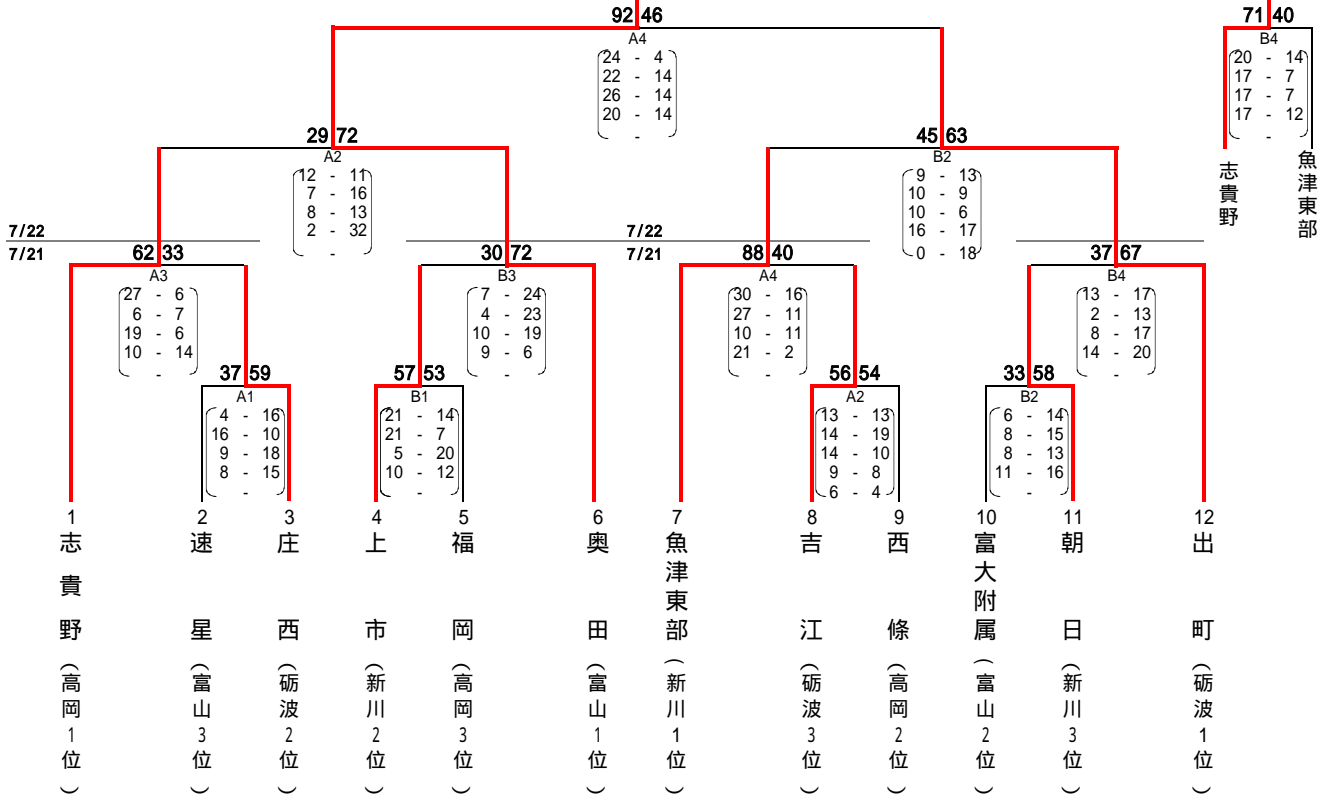 92 46
A4
24 - 4
22 - 14
26 - 14
20 - 14
-
71 40
B4
20 - 14
17 - 7
17 - 7
17 - 12
-
志貴野
魚津東部
29 72
A2
12 - 11
7 - 16
8 - 13
2 - 32
-
45 63
B2
9 - 13
10 - 9
10 - 6
16 - 17
0 - 18
7/22
7/21
7/22
7/21
62 33
A3
27 - 6
6 - 7
19 - 6
10 - 14
-
30 72
B3
7 - 24
4 - 23
10 - 19
9 - 6
-
88 40
A4
30 - 16
27 - 11
10 - 11
21 - 2
-
37 67
B4
13 - 17
2 - 13
8 - 17
14 - 20
-
37 59
A1
4 - 16
16 - 10
9 - 18
8 - 15
-
57 53
B1
21 - 14
21 - 7
5 - 20
10 - 12
-
56 54
A2
13 - 13
14 - 19
14 - 10
9 - 8
6 - 4
33 58
B2
6 - 14
8 - 15
8 - 13
11 - 16
-
1
志貴野(高岡1位)
2
速星(富山3位)
3
庄西(砺波2位)
4
上市(新川2位)
5
福岡(高岡3位)
6
奥田(富山1位)
7
魚津東部(新川1位)
8
吉江(砺波3位)
9
西條(高岡2位)
10
富大附属(富山2位)
11
朝日(新川3位)
12
出町(砺波1位)